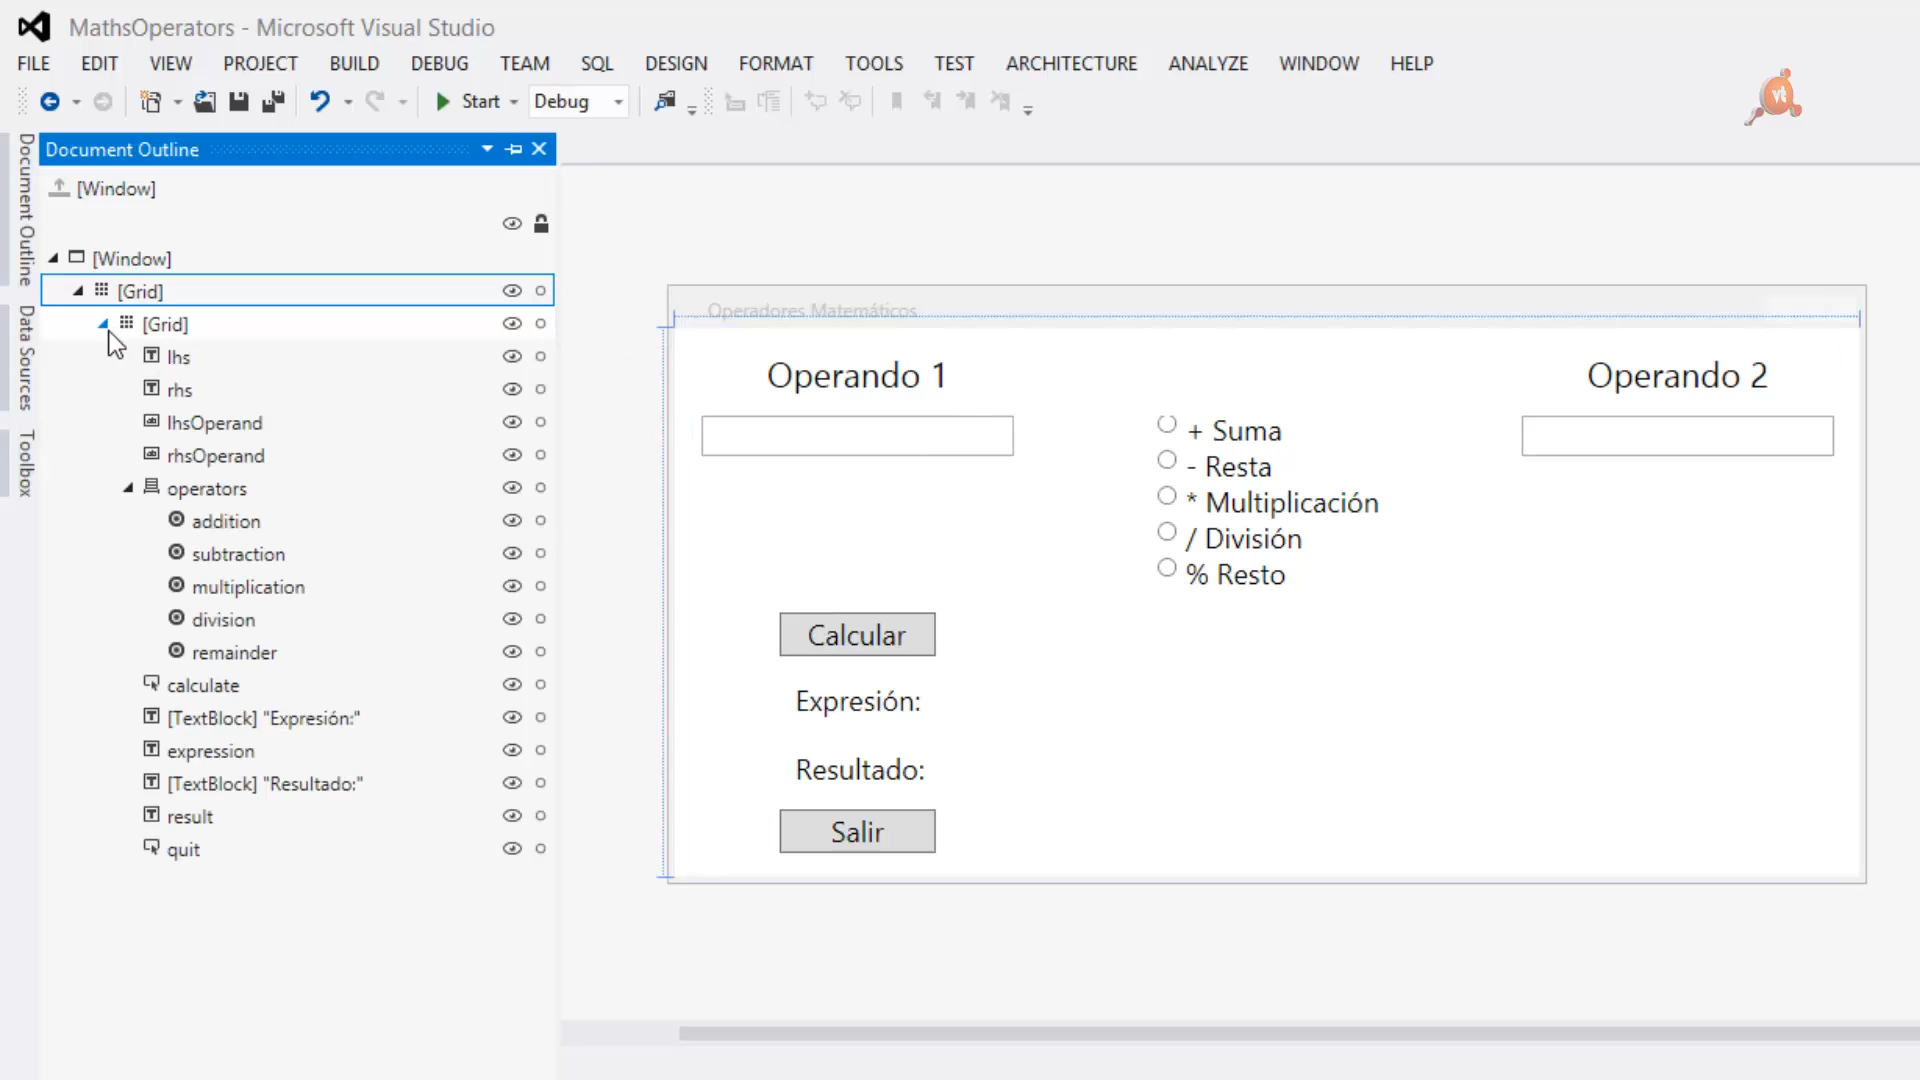 MathsOperators - Microsoft Visual Studio
FILE EDIT VIEW PROJECT BUILD DEBUG TEAM SQL DESIGN FORMAT TOOLS TEST ARCHITECTURE ANALYZE WINDOW HELP
Start Debug
vt
Document Outline
Data Sources
Toolbox
Document Outline
[Window]
[Window]
[Grid]
[Grid]
lhs
rhs
lhsOperand
rhsOperand
operators
addition
subtraction
multiplication
division
remainder
calculate
[TextBlock] "Expresión:"
expression
[TextBlock] "Resultado:"
result
quit
Operadores Matemáticos
Operando 1
Operando 2
+ Suma
- Resta
* Multiplicación
/ División
% Resto
Calcular
Expresión:
Resultado:
Salir